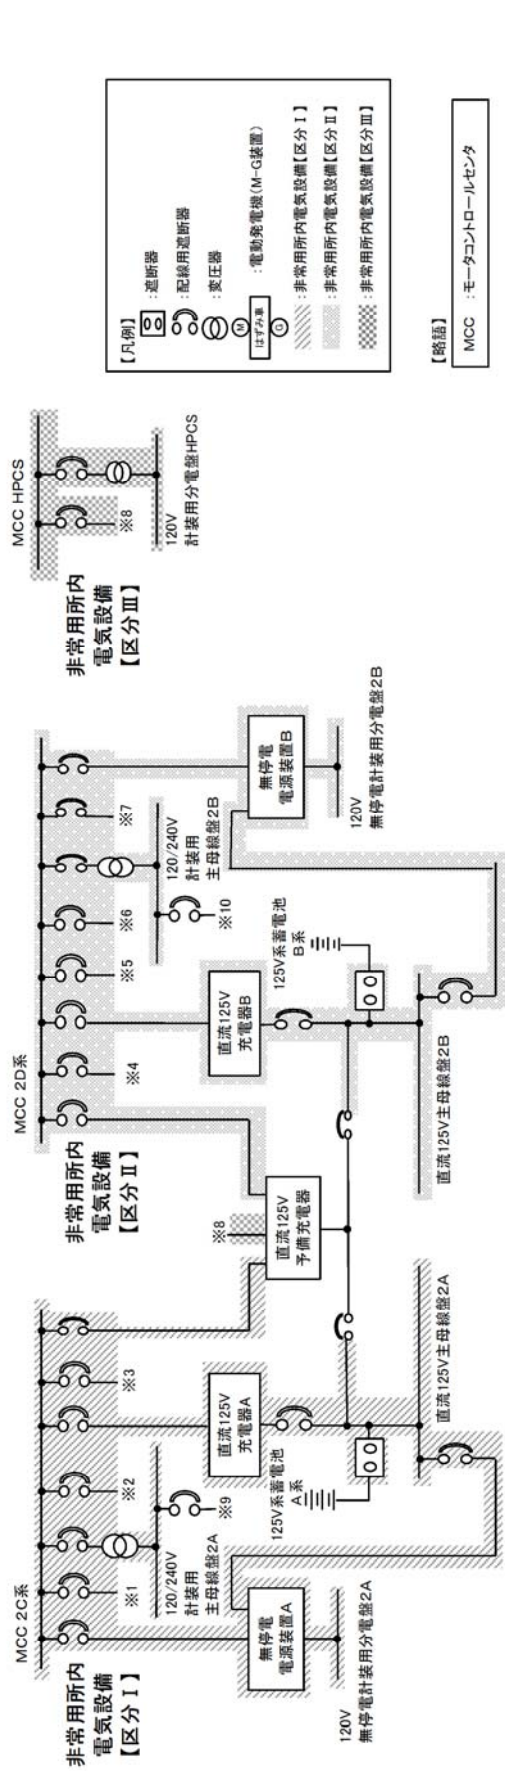 MCC 2C系
非常用所内
電気設備
【区分Ⅰ】
※1
※2
※3
120/240V
計装用
主母線盤2A
※9
直流125V
充電器A
125V系蓄電池
A系
無停電
電源装置A
120V
無停電計装用分電盤2A
直流125V主母線盤2A
※8
直流125V
予備充電器
MCC 2D系
非常用所内
電気設備
【区分Ⅱ】
※4
※5
※6
※7
直流125V
充電器B
120/240V
計装用
主母線盤2B
※10
125V系蓄電池
B系
無停電
電源装置B
120V
無停電計装用分電盤2B
直流125V主母線盤2B
MCC HPCS
非常用所内
電気設備
【区分Ⅲ】
※8
120V
計装用分電盤HPCS
【凡例】
:遮断器
:配線用遮断器
:変圧器
M
はずみ車
G
:電動発電機(M-G装置)
:非常用所内電気設備【区分Ⅰ】
:非常用所内電気設備【区分Ⅱ】
:非常用所内電気設備【区分Ⅲ】
【略語】
MCC :モータコントロールセンタ